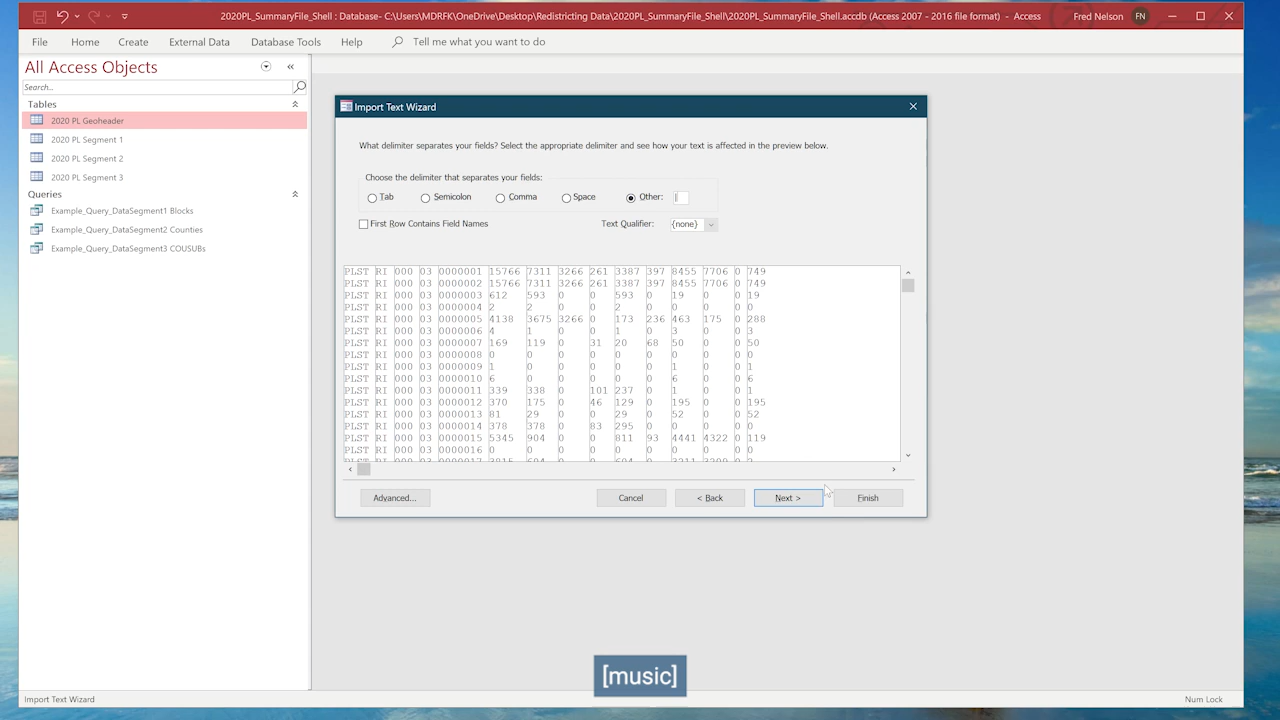 2020PL_SummaryFile_Shell : Database- C:\Users\MDRFK\OneDrive\Desktop\Redistricting Data\2020PL_SummaryFile_Shell\2020PL_SummaryFile_Shell.accdb (Access 2007 - 2016 file format) - Access
Fred Nelson FN
File Home Create External Data Database Tools Help Tell me what you want to do
All Access Objects
Search...
Tables
2020 PL Geoheader
2020 PL Segment 1
2020 PL Segment 2
2020 PL Segment 3
Queries
Example_Query_DataSegment1 Blocks
Example_Query_DataSegment2 Counties
Example_Query_DataSegment3 COUSUBs
Import Text Wizard
What delimiter separates your fields? Select the appropriate delimiter and see how your text is affected in the preview below.
Choose the delimiter that separates your fields:
Tab Semicolon Comma Space Other: |
First Row Contains Field Names Text Qualifier: {none}
PLST RI 000 03 0000001 15766 7311 3266 261 3387 397 8455 7706 0 749
PLST RI 000 03 0000002 15766 7311 3266 261 3387 397 8455 7706 0 749
PLST RI 000 03 0000003 612 593 0 0 593 0 19 0 0 19
PLST RI 000 03 0000004 2 2 0 0 2 0 0 0 0 0
PLST RI 000 03 0000005 4138 3675 3266 0 173 236 463 175 0 288
PLST RI 000 03 0000006 4 1 0 0 1 0 3 0 0 3
PLST RI 000 03 0000007 169 119 0 31 20 68 50 0 0 50
PLST RI 000 03 0000008 0 0 0 0 0 0 0 0 0 0
PLST RI 000 03 0000009 1 0 0 0 0 0 1 0 0 1
PLST RI 000 03 0000010 6 0 0 0 0 0 6 0 0 6
PLST RI 000 03 0000011 339 338 0 101 237 0 1 0 0 1
PLST RI 000 03 0000012 370 175 0 46 129 0 195 0 0 195
PLST RI 000 03 0000013 81 29 0 0 29 0 52 0 0 52
PLST RI 000 03 0000014 378 378 0 83 295 0 0 0 0 0
PLST RI 000 03 0000015 5345 904 0 0 811 93 4441 4322 0 119
PLST RI 000 03 0000016 0 0 0 0 0 0 0 0 0 0
Advanced... Cancel < Back Next > Finish
[music]
Import Text Wizard
Num Lock